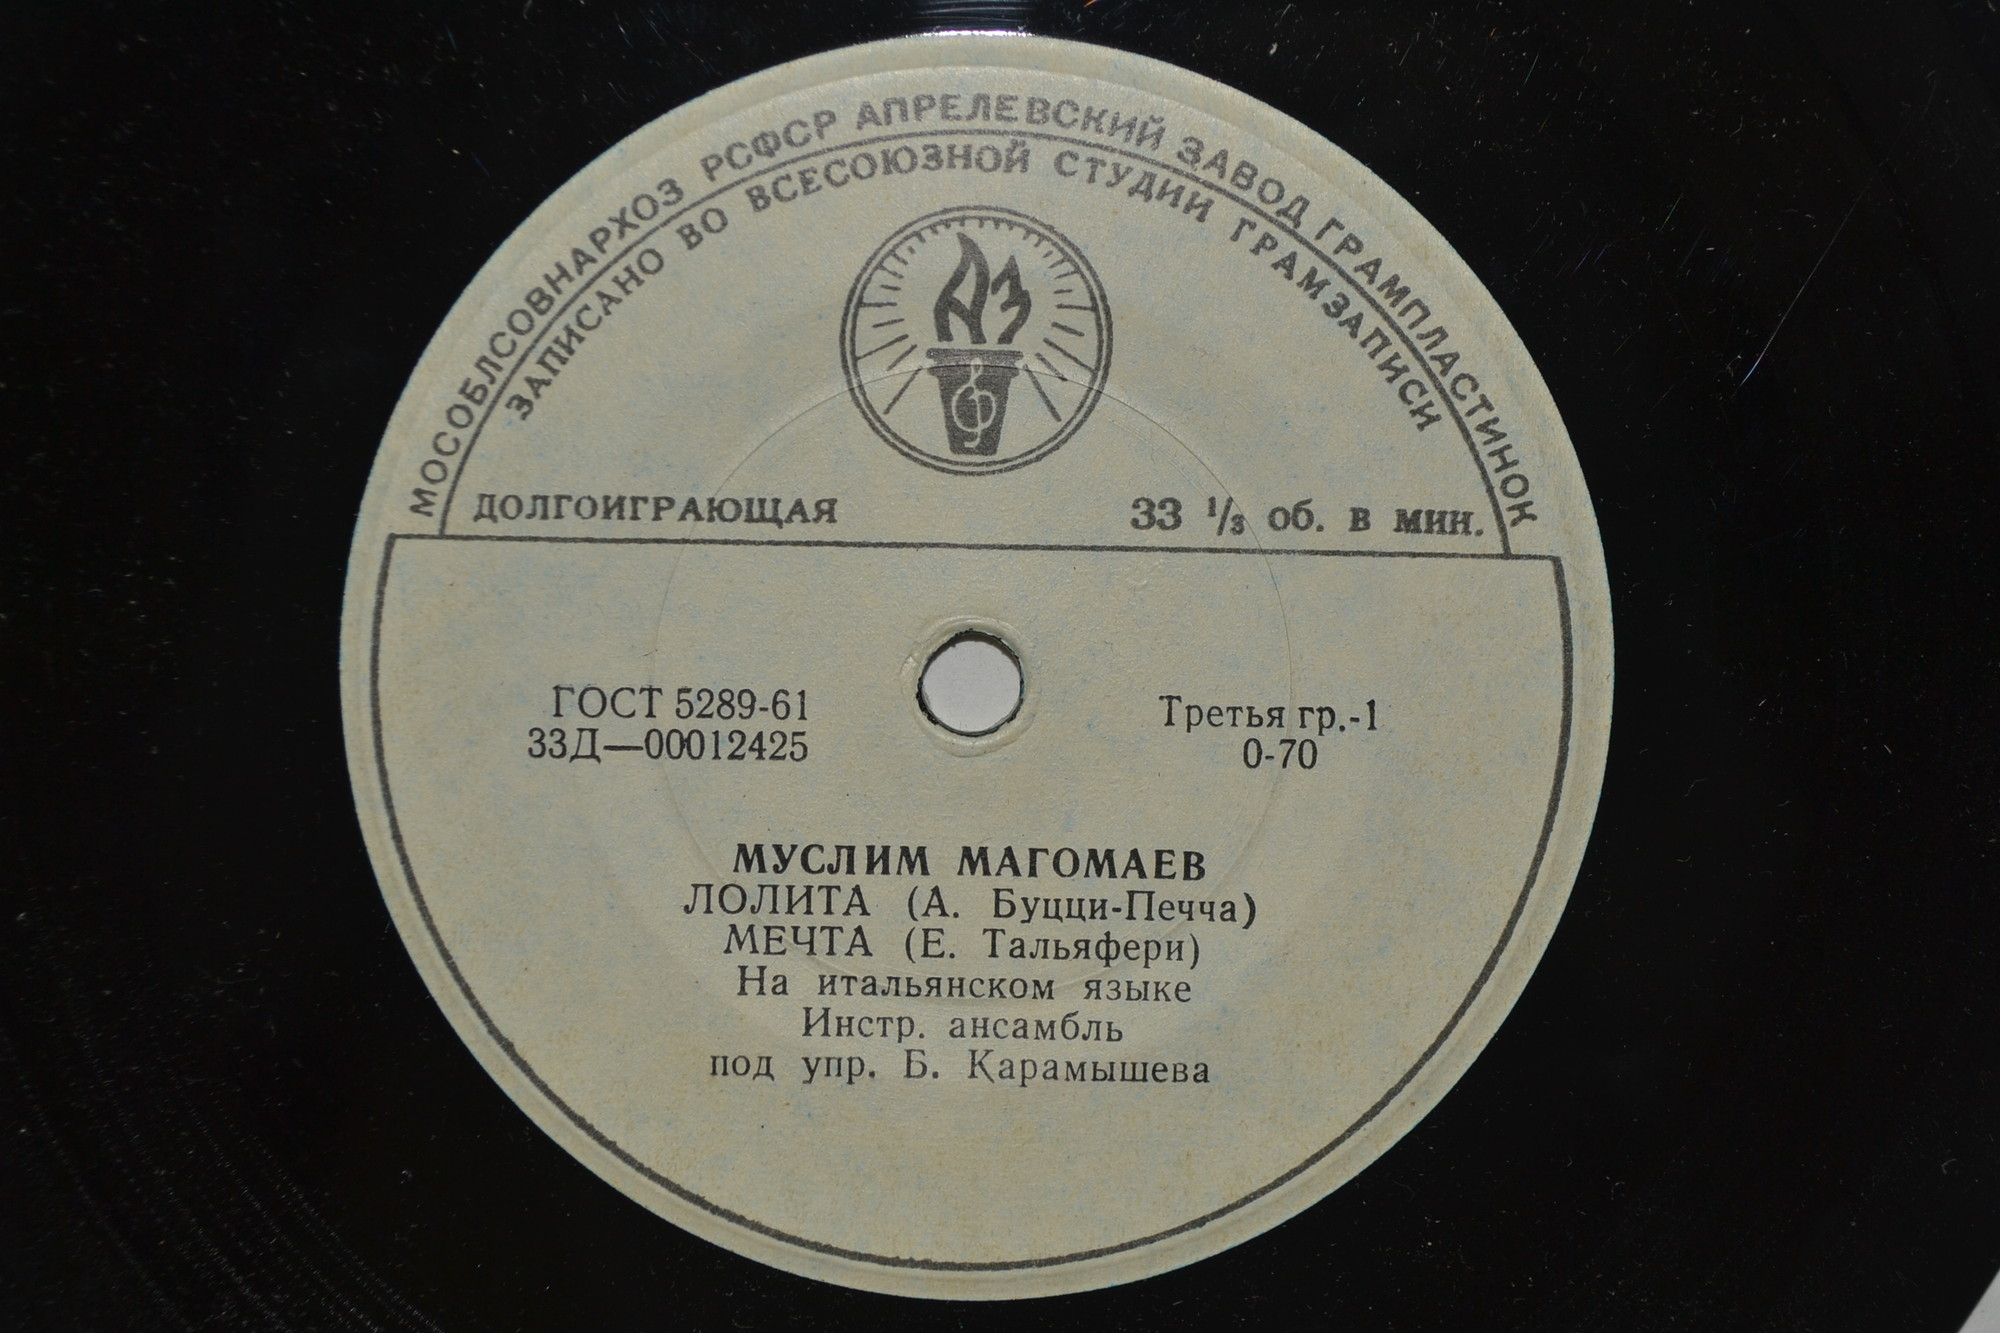 МОСОБЛСОВНАРХОЗ РСФСР АПРЕЛЕВСКИЙ ЗАВОД ГРАМПЛАСТИНОК
ЗАПИСАНО ВО ВСЕСОЮЗНОЙ СТУДИИ ГРАМЗАПИСИ
АЗ
ДОЛГОИГРАЮЩАЯ 33 1/3 об. в мин.
ГОСТ 5289-61 Третья гр.-1
33Д—00012425 0-70
МУСЛИМ МАГОМАЕВ
ЛОЛИТА (А. Буцци-Печча)
МЕЧТА (Е. Тальяфери)
На итальянском языке
Инстр. ансамбль
под упр. Б. Карамышева